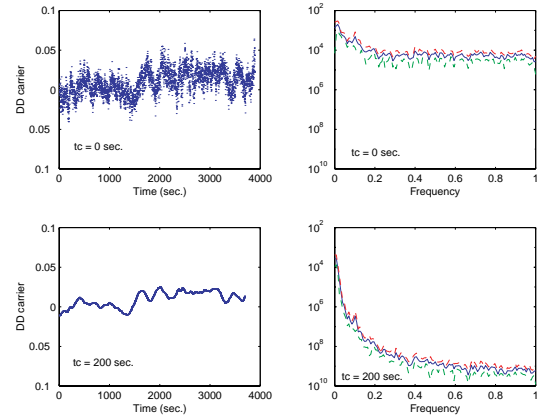 0.1
0.05
0
0.05
0.1
DD carrier
tc = 0 sec.
0 1000 2000 3000 4000
Time (sec.)
10^2
10^4
10^6
10^8
10^10
tc = 0 sec.
0 0.2 0.4 0.6 0.8 1
Frequency
0.1
0.05
0
0.05
0.1
DD carrier
tc = 200 sec.
0 1000 2000 3000 4000
Time (sec.)
10^2
10^4
10^6
10^8
10^10
tc = 200 sec.
0 0.2 0.4 0.6 0.8 1
Frequency